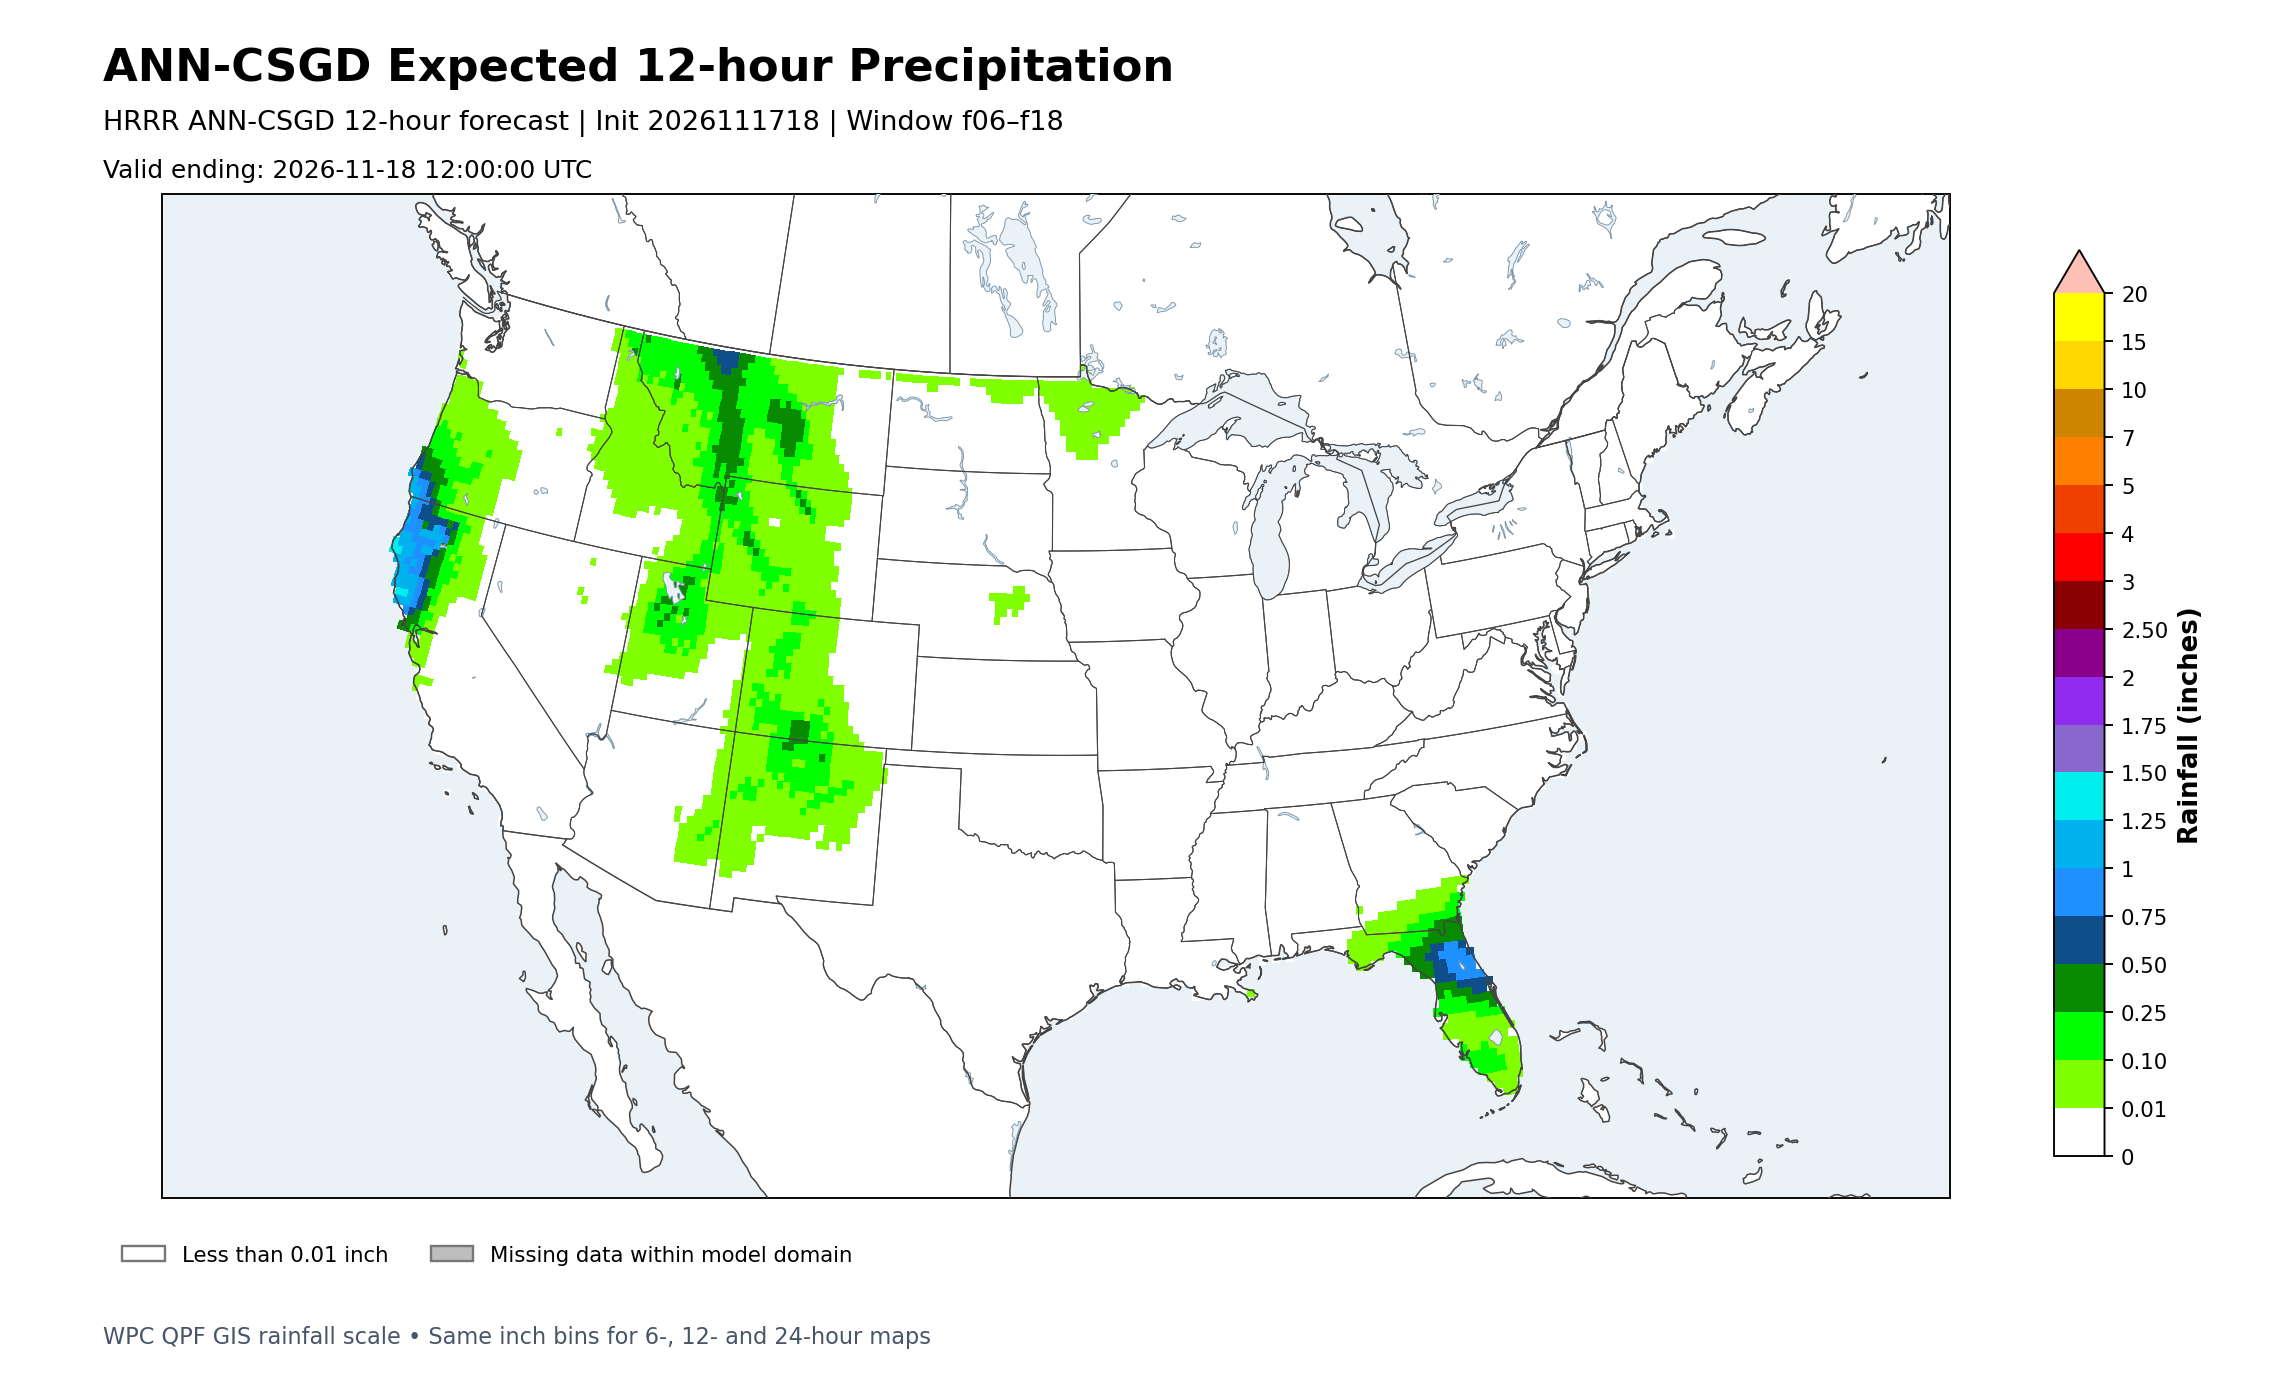 ANN-CSGD Expected 12-hour Precipitation
HRRR ANN-CSGD 12-hour forecast | Init 2026111718 | Window f06–f18
Valid ending: 2026-11-18 12:00:00 UTC
20
15
10
7
5
4
3
2.50
2
1.75
1.50
1.25
1
0.75
0.50
0.25
0.10
0.01
0
Rainfall (inches)
Less than 0.01 inch
Missing data within model domain
WPC QPF GIS rainfall scale • Same inch bins for 6-, 12- and 24-hour maps